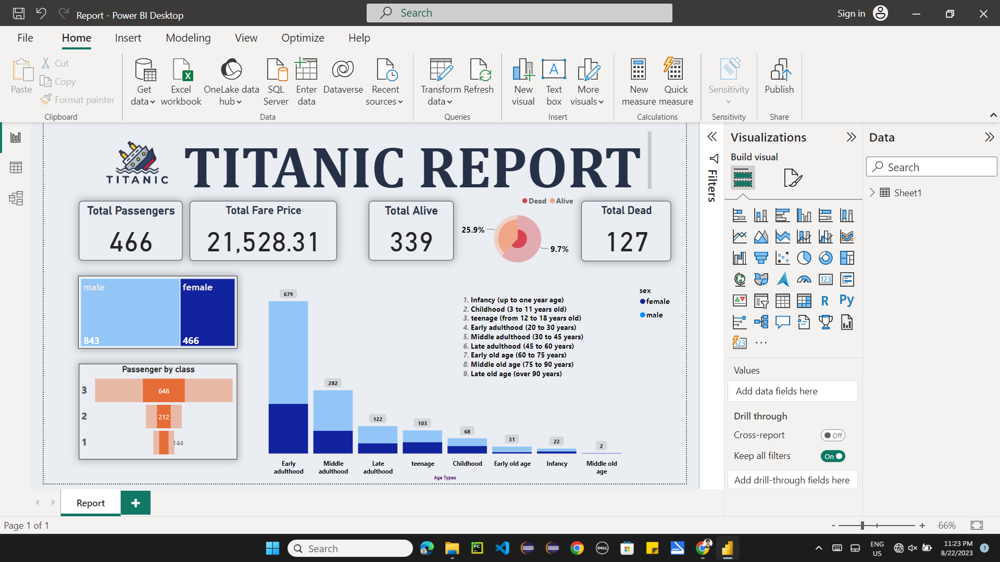 Report - Power BI Desktop
Search
Sign in
File
Home
Insert
Modeling
View
Optimize
Help
Paste
Cut
Copy
Format painter
Clipboard
Get data
Excel workbook
OneLake data hub
SQL Server
Enter data
Dataverse
Recent sources
Data
Transform data
Refresh
Queries
New visual
Text box
More visuals
Insert
New measure
Quick measure
Calculations
Sensitivity
Sensitivity
Publish
Share
TITANIC
TITANIC REPORT
Total Passengers
466
Total Fare Price
21,528.31
Total Alive
339
Dead
Alive
25.9%
9.7%
Total Dead
127
male
843
female
466
Passenger by class
3
648
2
212
1
144
679
282
122
103
68
31
22
2
Early adulthood
Middle adulthood
Late adulthood
teenage
Childhood
Early old age
Infancy
Middle old age
Age Types
1. Infancy (up to one year age)
2. Childhood (3 to 11 years old)
3. teenage (from 12 to 18 years old)
4. Early adulthood (20 to 30 years)
5. Middle adulthood (30 to 45 years)
6. Late adulthood (45 to 60 years)
7. Early old age (60 to 75 years)
8. Middle old age (75 to 90 years)
9. Late old age (over 90 years)
sex
female
male
Filters
Visualizations
Build visual
123
R
Py
123
...
Values
Add data fields here
Drill through
Cross-report
Off
Keep all filters
On
Add drill-through fields here
Data
Search
Sheet1
Report
+
Page 1 of 1
- +
66%
Search
PC
DELL
ENG
US
11:23 PM
8/22/2023
1